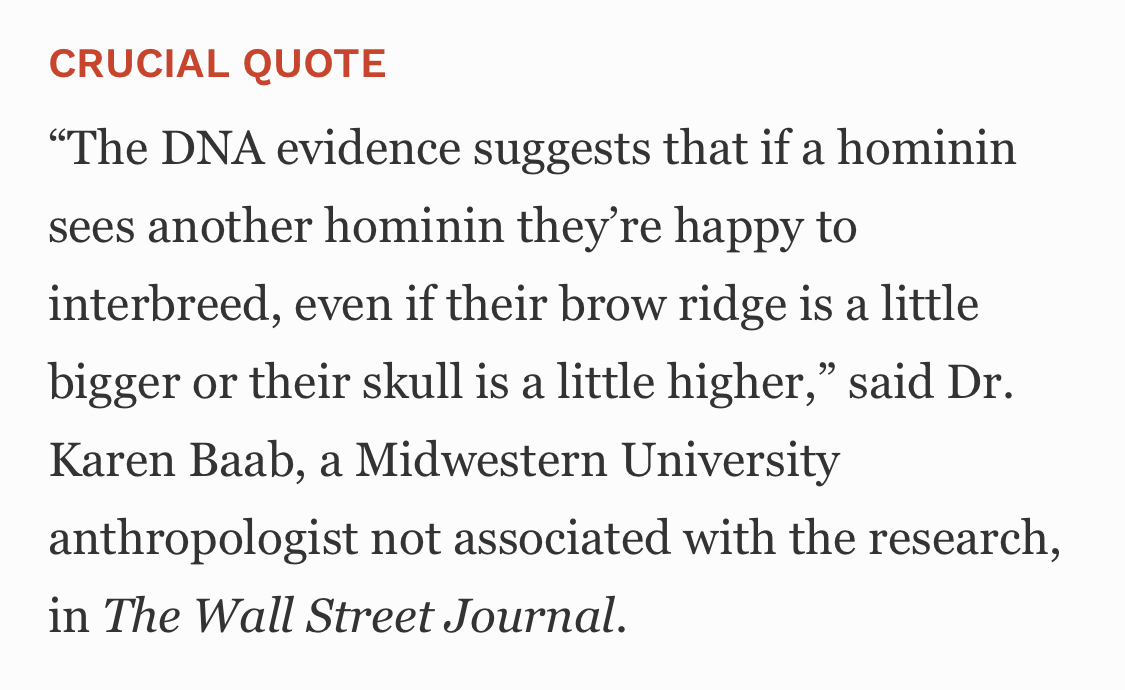 CRUCIAL QUOTE
“The DNA evidence suggests that if a hominin
sees another hominin they’re happy to
interbreed, even if their brow ridge is a little
bigger or their skull is a little higher,” said Dr.
Karen Baab, a Midwestern University
anthropologist not associated with the research,
in The Wall Street Journal.